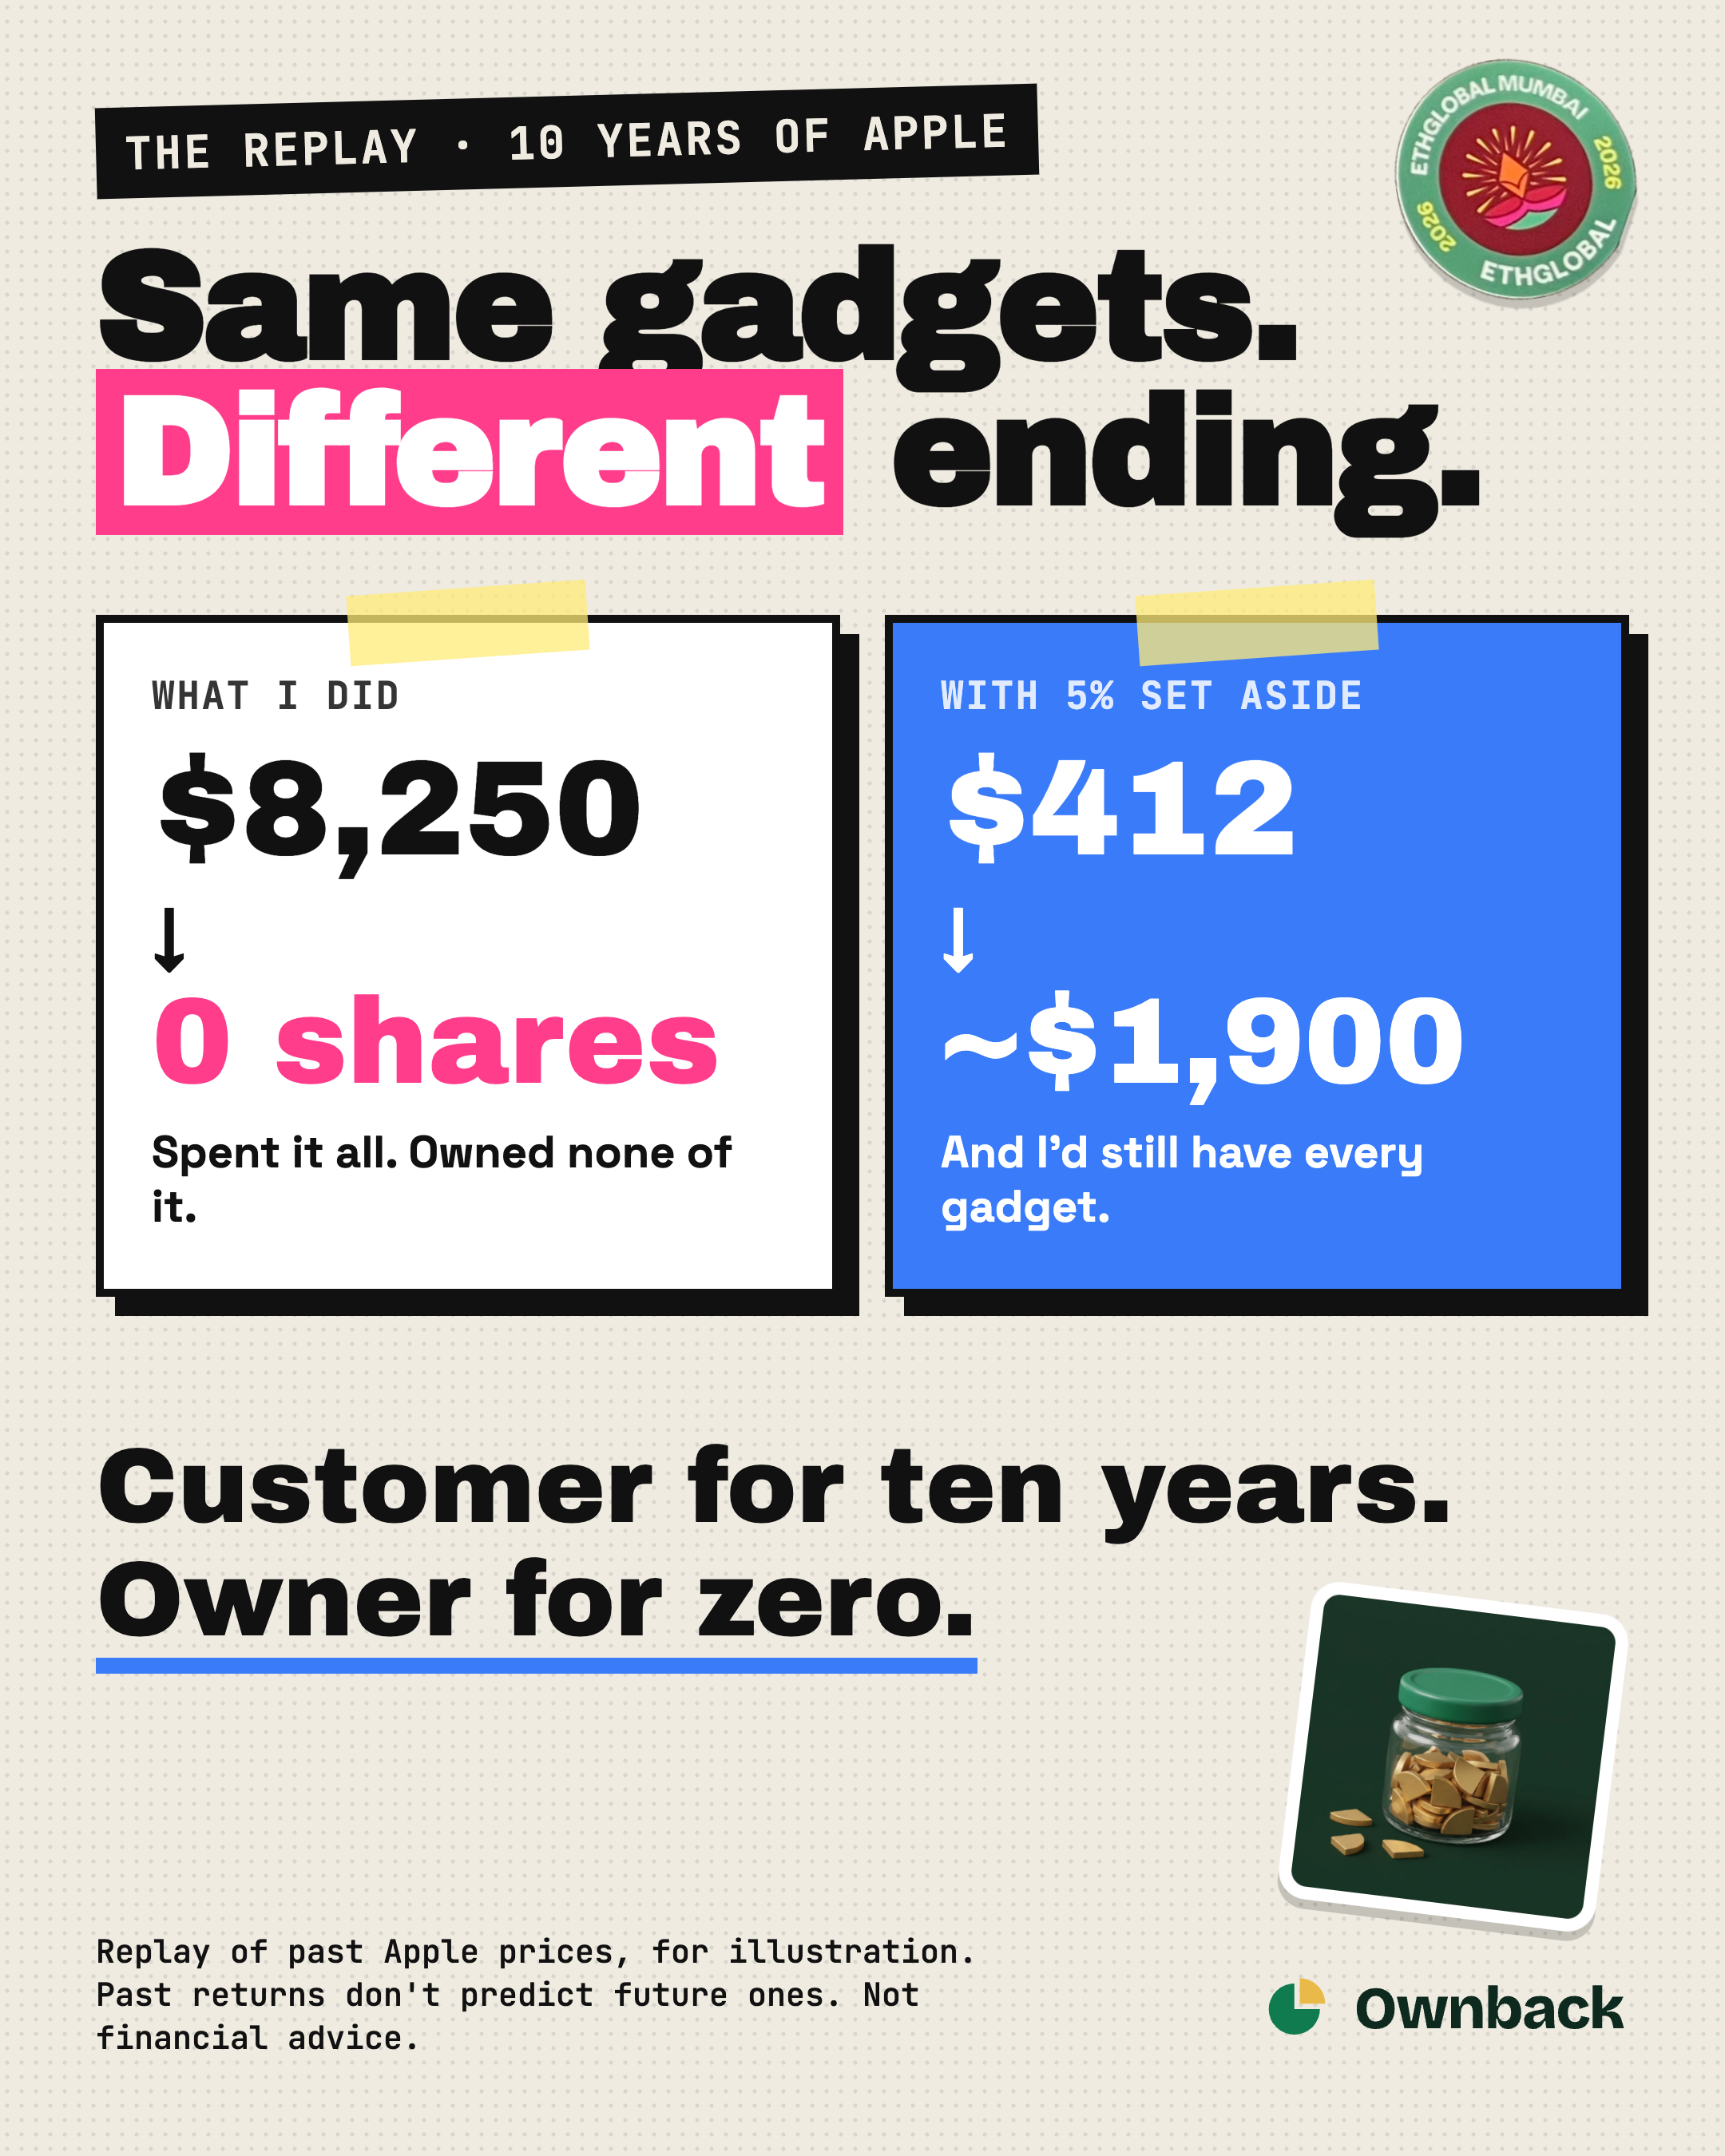 THE REPLAY · 10 YEARS OF APPLE
ETHGLOBAL MUMBAI
2026
ETHGLOBAL
2026
Same gadgets.
Different ending.
WHAT I DID
$8,250
↓
0 shares
Spent it all. Owned none of
it.
WITH 5% SET ASIDE
$412
↓
~$1,900
And I’d still have every
gadget.
Customer for ten years.
Owner for zero.
Replay of past Apple prices, for illustration.
Past returns don't predict future ones. Not
financial advice.
Ownback